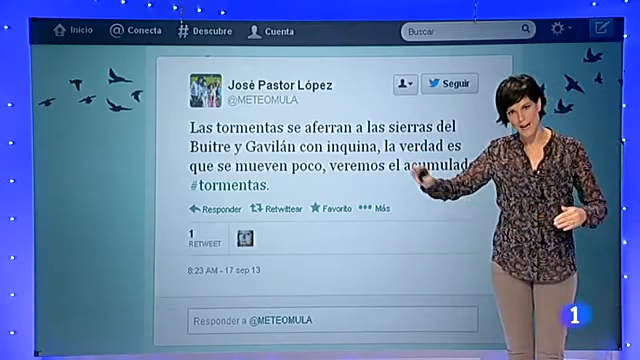 Inicio @ Conecta # Descubre Cuenta Buscar
José Pastor López Seguir
@METEOMULA
Las tormentas se aferran a las sierras del
Buitre y Gavilán con inquina, la verdad es
que se mueven poco, veremos el acumulado
#tormentas.
Responder Retwittear Favorito Más
1
RETWEET
8:23 AM - 17 sep 13
Responder a @METEOMULA
1